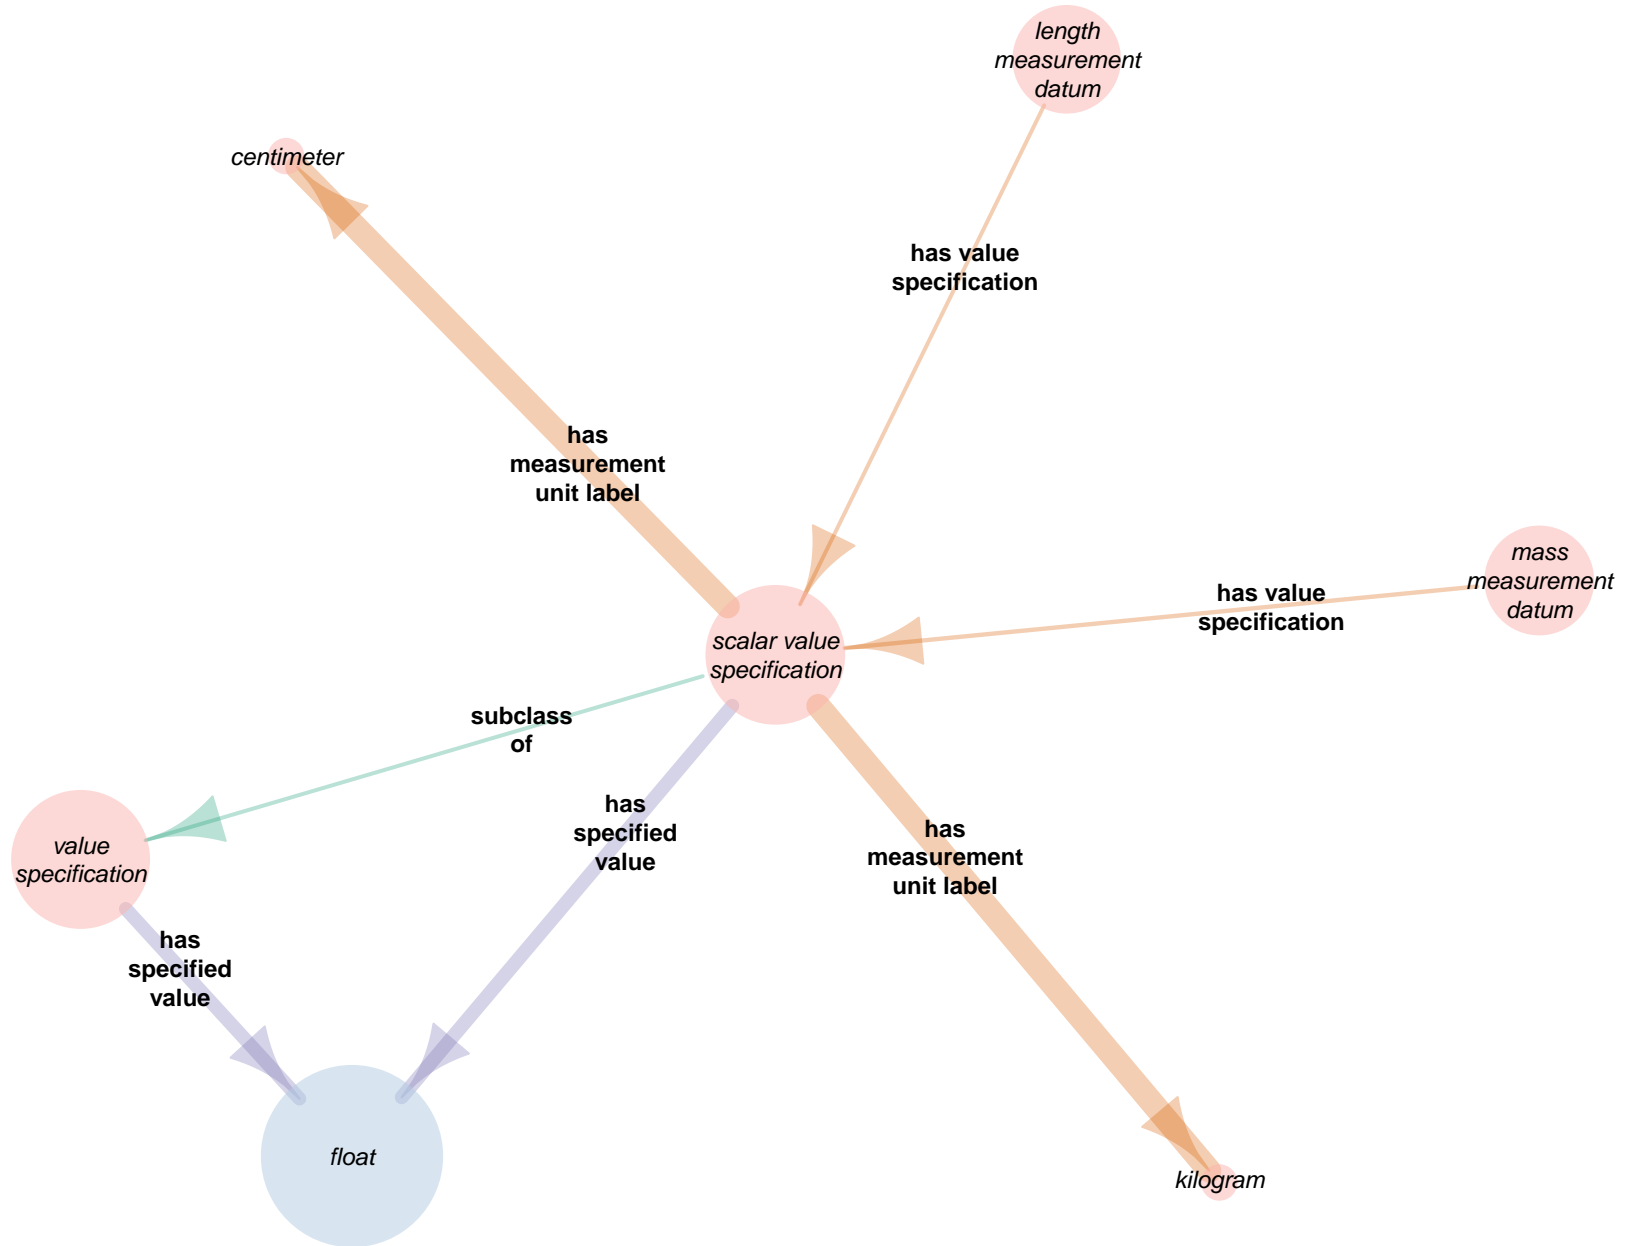 length
measurement
datum
centimeter
has value
specification
has
measurement
unit label
mass
measurement
datum
has value
specification
scalar value
specification
subclass
of
has
specified
value
has
measurement
unit label
value
specification
has
specified
value
float
kilogram